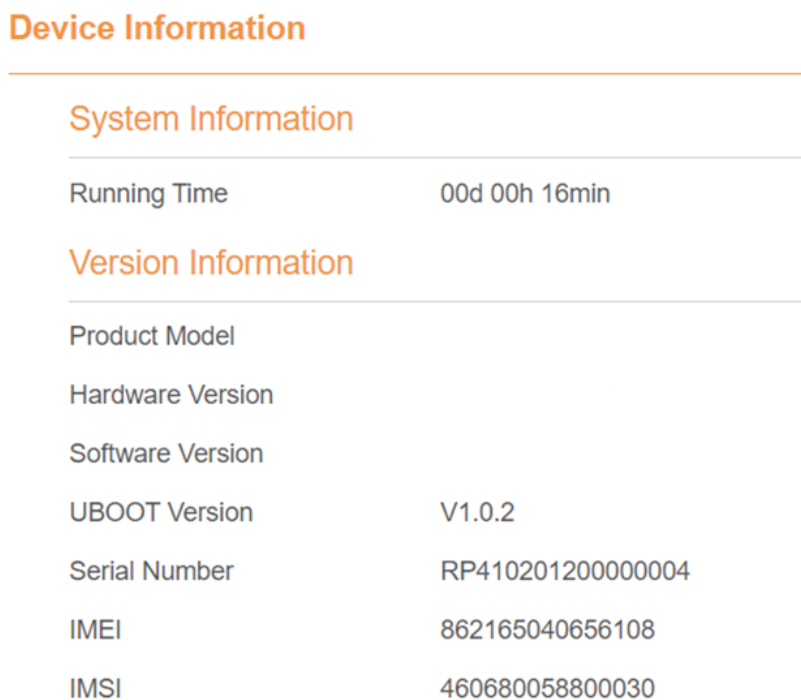 Device Information
System Information
Running Time 00d 00h 16min
Version Information
Product Model
Hardware Version
Software Version
UBOOT Version V1.0.2
Serial Number RP410201200000004
IMEI 862165040656108
IMSI 460680058800030